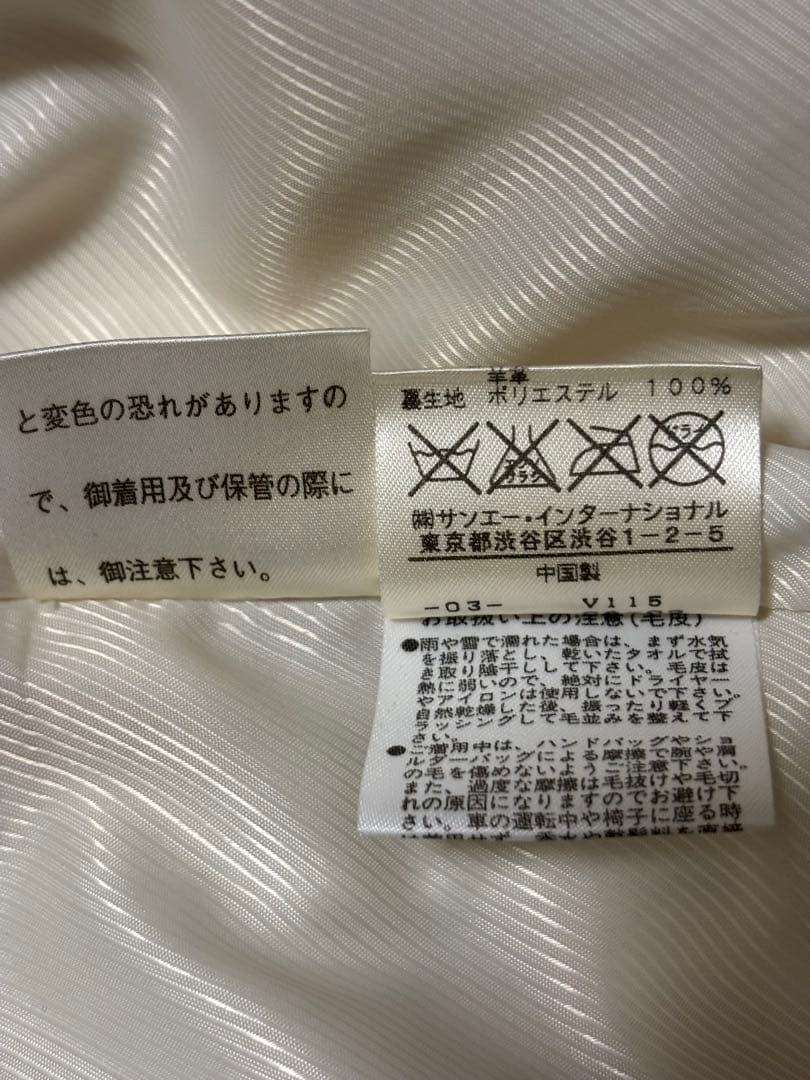 と変色の恐れがありますの
で、御着用及び保管の際に
は、御注意下さい。
羊革
裏生地 ポリエステル 100%
エンソ
サラシ
ドライ
㈱サンエー・インターナショナル
東京都渋谷区渋谷1-2-5
中国製
-03- V115
お取扱い上の注意(毛皮)
●雨や雪で濡れた場合は、まず水気
を振り落とし、乾いたタオルで拭
き取り陰干しして下さい。毛皮は
熱に弱いので、絶対にドライヤー
やアイロンは使用しないで下さい。
自然乾燥した後、振ったり軽くブ
ラッシングして毛並みを整えて下
さい。
●ご着用中は、ハンドバッグやショ
ルダーバッグによる摩擦で腕や肩
の毛を傷めないようご注意下さい。
また、過度な摩擦は毛抜けや毛切
れの原因になりますのでお避け下
さい。車の運転中や椅子に座る時